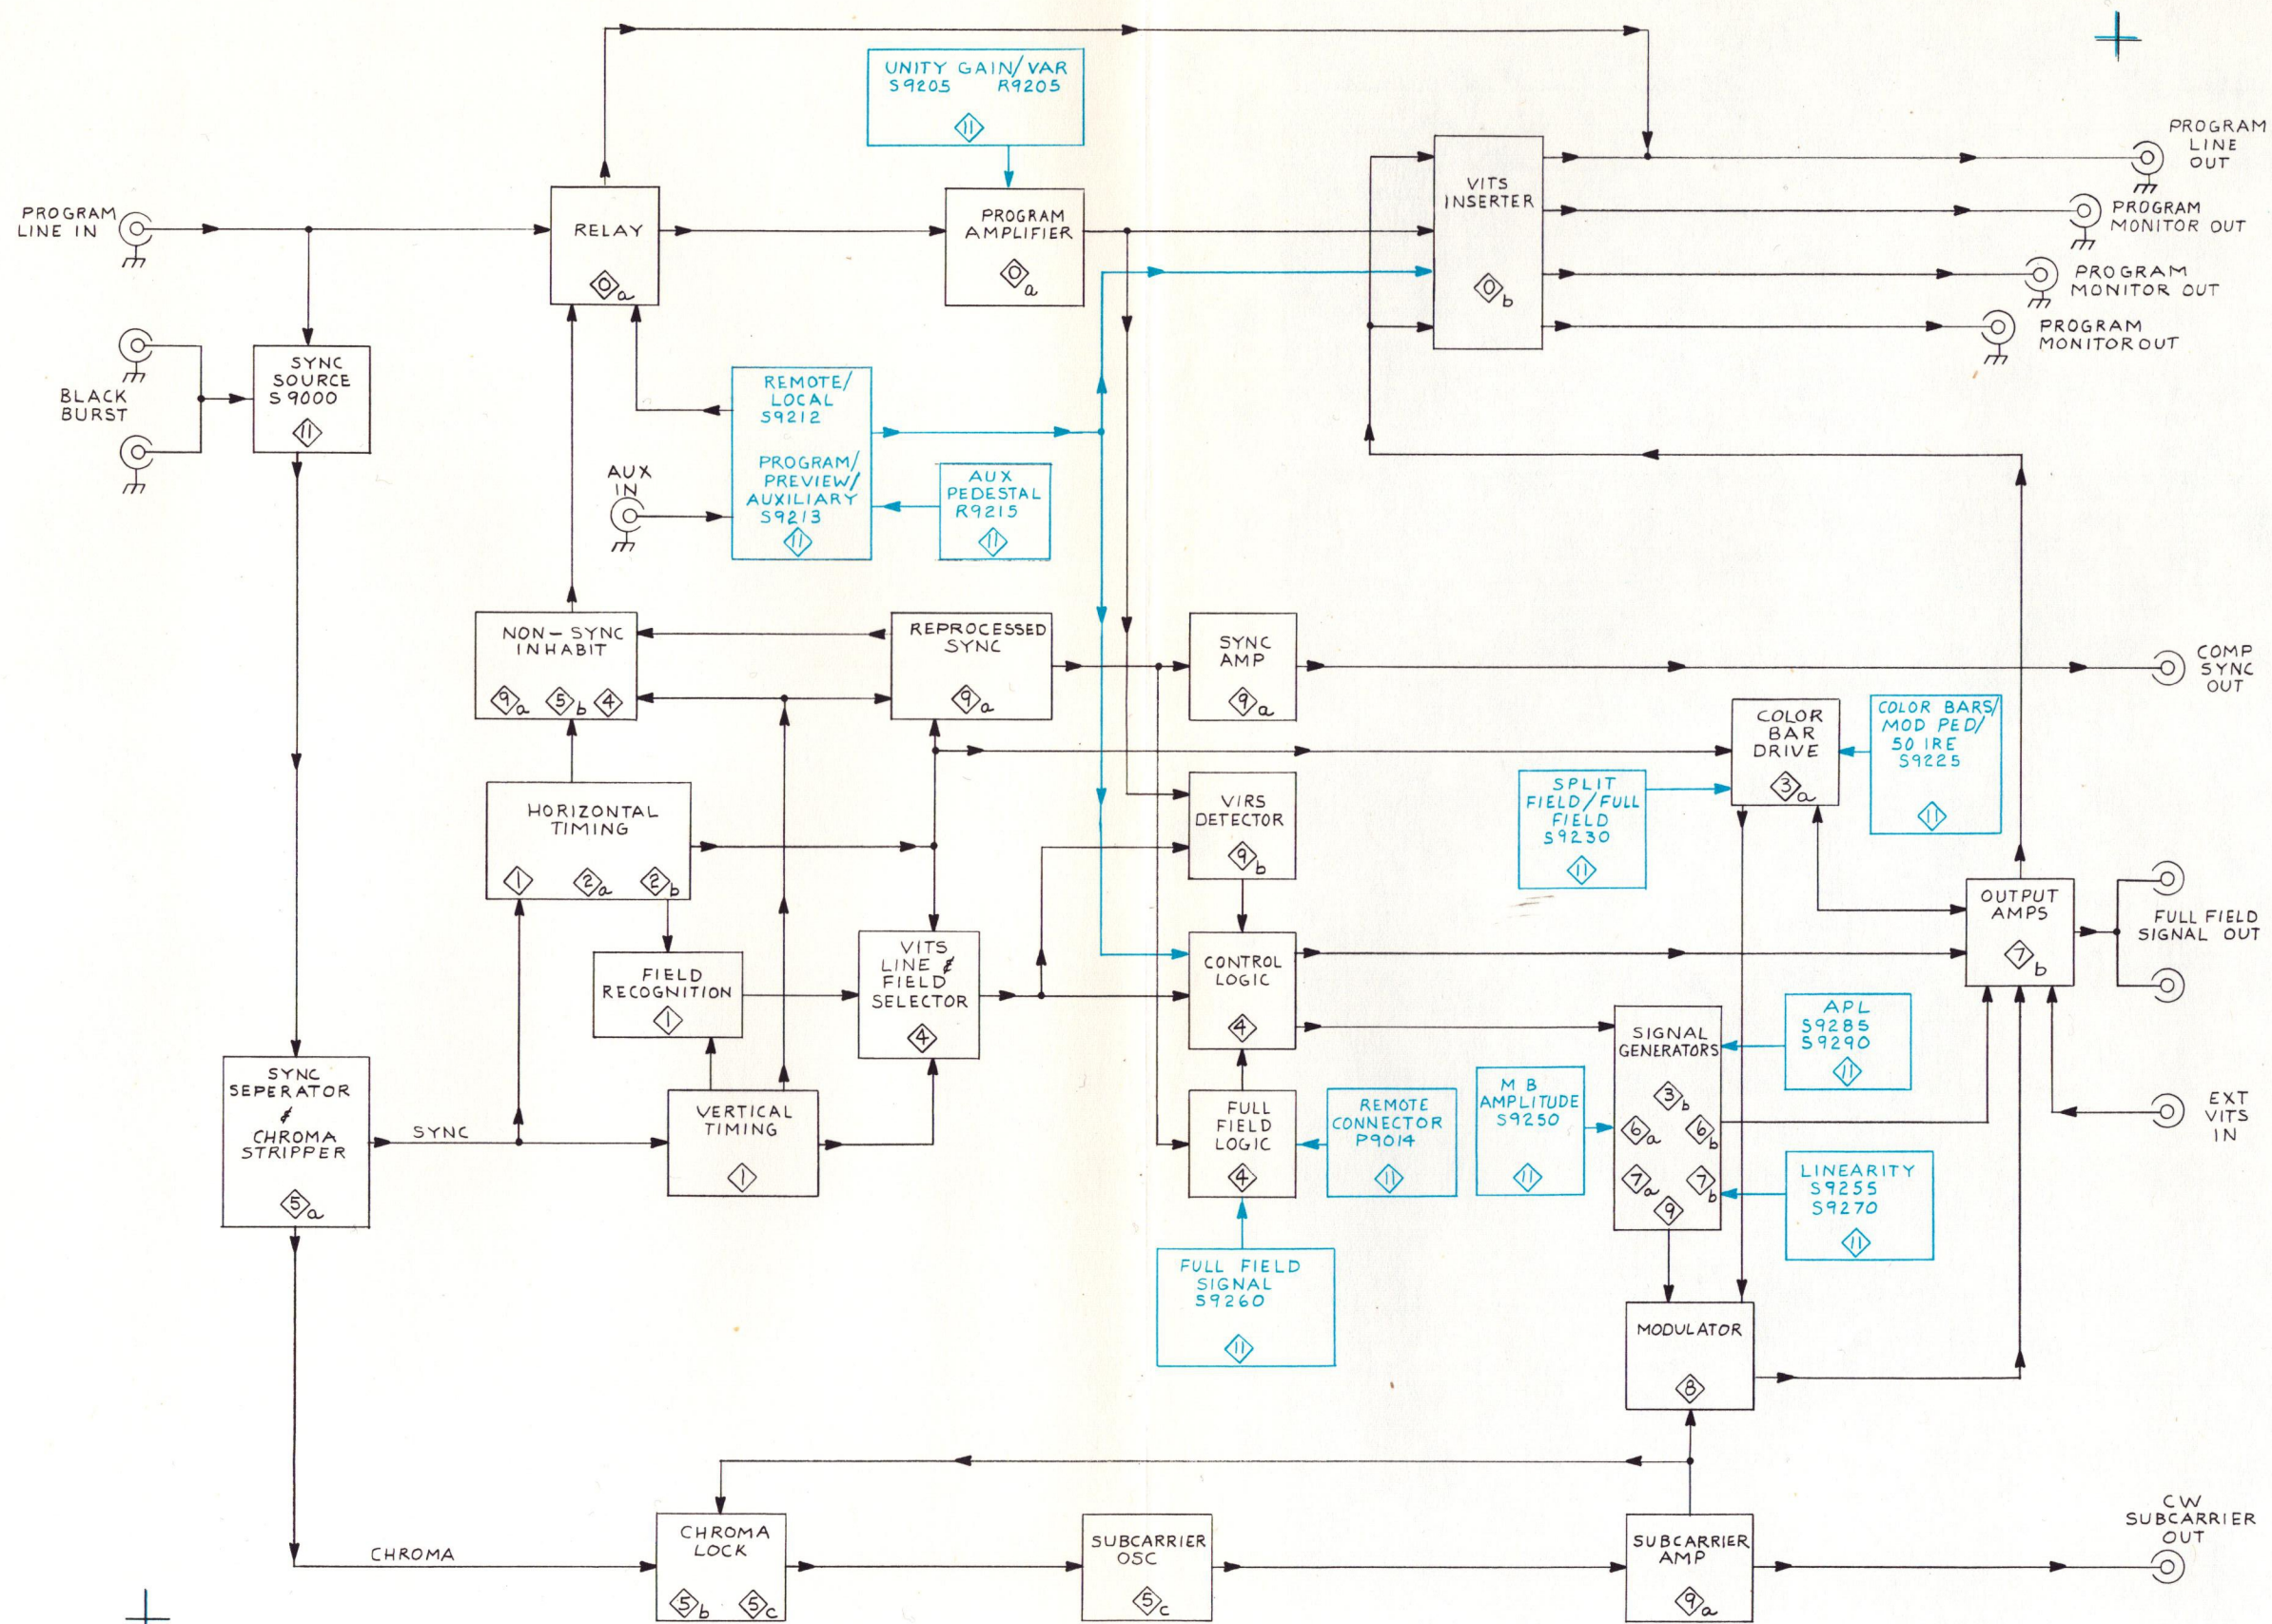 UNITY GAIN/VAR
S9205 R9205
11
PROGRAM
LINE IN
RELAY
0a
PROGRAM
AMPLIFIER
0a
VITS
INSERTER
0b
PROGRAM
LINE
OUT
PROGRAM
MONITOR OUT
PROGRAM
MONITOR OUT
PROGRAM
MONITOR OUT
BLACK
BURST
SYNC
SOURCE
S9000
11
REMOTE/
LOCAL
S9212
PROGRAM/
PREVIEW/
AUXILIARY
S9213
11
AUX
IN
AUX
PEDESTAL
R9215
11
NON-SYNC
INHABIT
9a 5b 4
REPROCESSED
SYNC
9a
SYNC
AMP
9a
COMP
SYNC
OUT
COLOR
BAR
DRIVE
3a
COLOR BARS/
MOD PED/
50 IRE
S9225
11
SPLIT
FIELD/FULL
FIELD
S9230
11
HORIZONTAL
TIMING
1 2a 2b
VIRS
DETECTOR
9b
FIELD
RECOGNITION
1
VITS
LINE &
FIELD
SELECTOR
4
CONTROL
LOGIC
4
OUTPUT
AMPS
7b
FULL FIELD
SIGNAL OUT
SYNC
SEPERATOR
&
CHROMA
STRIPPER
5a
SYNC
VERTICAL
TIMING
1
FULL
FIELD
LOGIC
4
REMOTE
CONNECTOR
P9014
11
M B
AMPLITUDE
S9250
11
SIGNAL
GENERATORS
3b
6a 6b
7a 7b
9
APL
S9285
S9290
11
LINEARITY
S9255
S9270
11
EXT
VITS
IN
FULL FIELD
SIGNAL
S9260
11
MODULATOR
8
CHROMA
CHROMA
LOCK
5b 5c
SUBCARRIER
OSC
5c
SUBCARRIER
AMP
9a
CW
SUBCARRIER
OUT